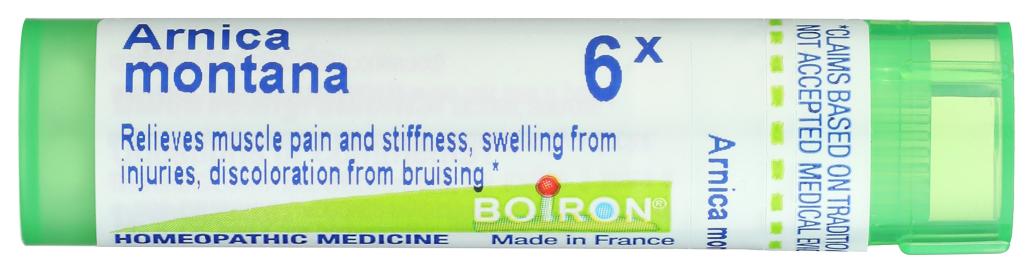 Arnica
montana
6x
Relieves muscle pain and stiffness, swelling from
injuries, discoloration from bruising *
BOIRON®
HOMEOPATHIC MEDICINE Made in France
Arnica
*CLAIMS BASED ON
NOT ACCEPTED MEDICAL